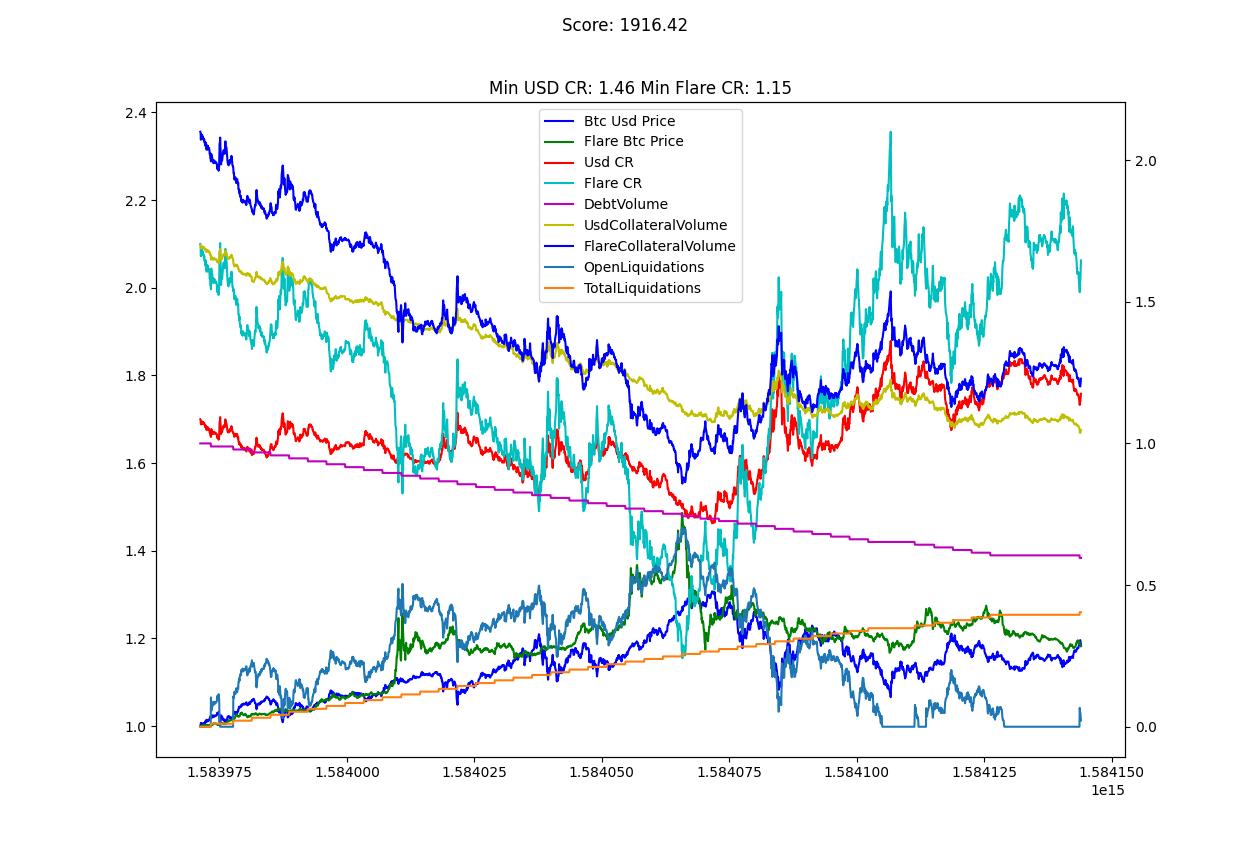 Score: 1916.42
Min USD CR: 1.46 Min Flare CR: 1.15
2.4
2.2
2.0
1.8
1.6
1.4
1.2
1.0
Btc Usd Price
Flare Btc Price
Usd CR
Flare CR
DebtVolume
UsdCollateralVolume
FlareCollateralVolume
OpenLiquidations
TotalLiquidations
2.0
1.5
1.0
0.5
0.0
1.583975 1.584000 1.584025 1.584050 1.584075 1.584100 1.584125 1.584150
1e15